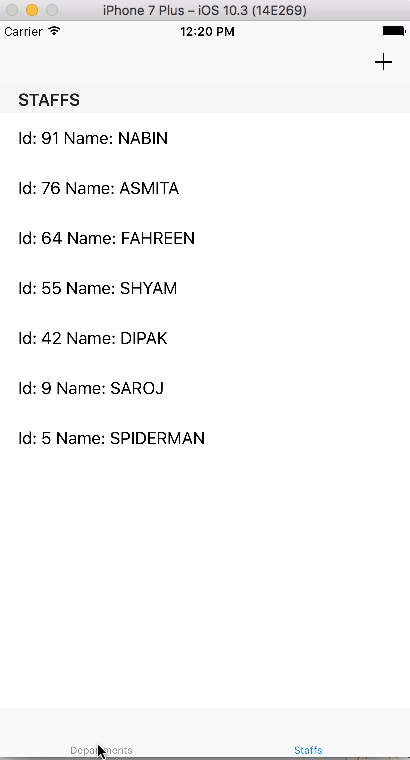 iPhone 7 Plus – iOS 10.3 (14E269)
Carrier 12:20 PM
STAFFS
Id: 91 Name: NABIN
Id: 76 Name: ASMITA
Id: 64 Name: FAHREEN
Id: 55 Name: SHYAM
Id: 42 Name: DIPAK
Id: 9 Name: SAROJ
Id: 5 Name: SPIDERMAN
Departments Staffs